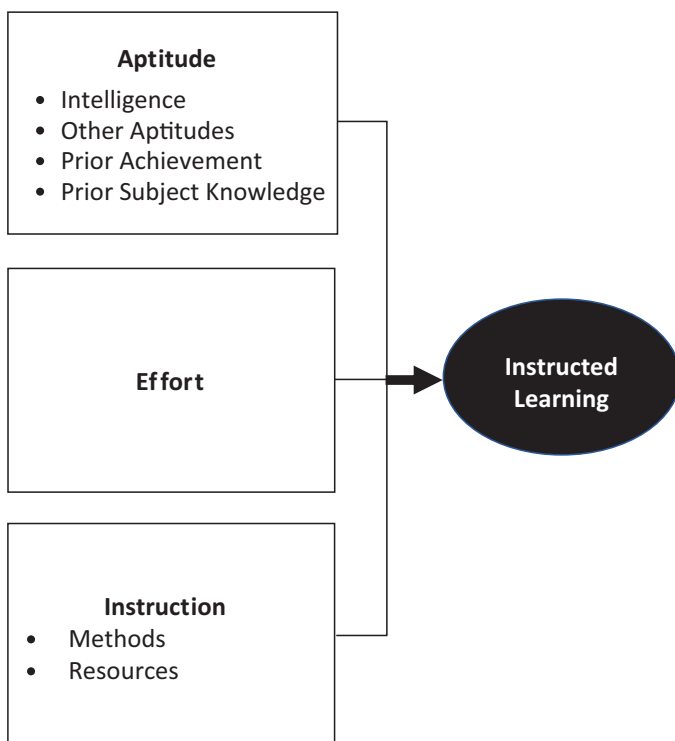 Aptitude
• Intelligence
• Other Aptitudes
• Prior Achievement
• Prior Subject Knowledge
Effort
Instruction
• Methods
• Resources
Instructed
Learning